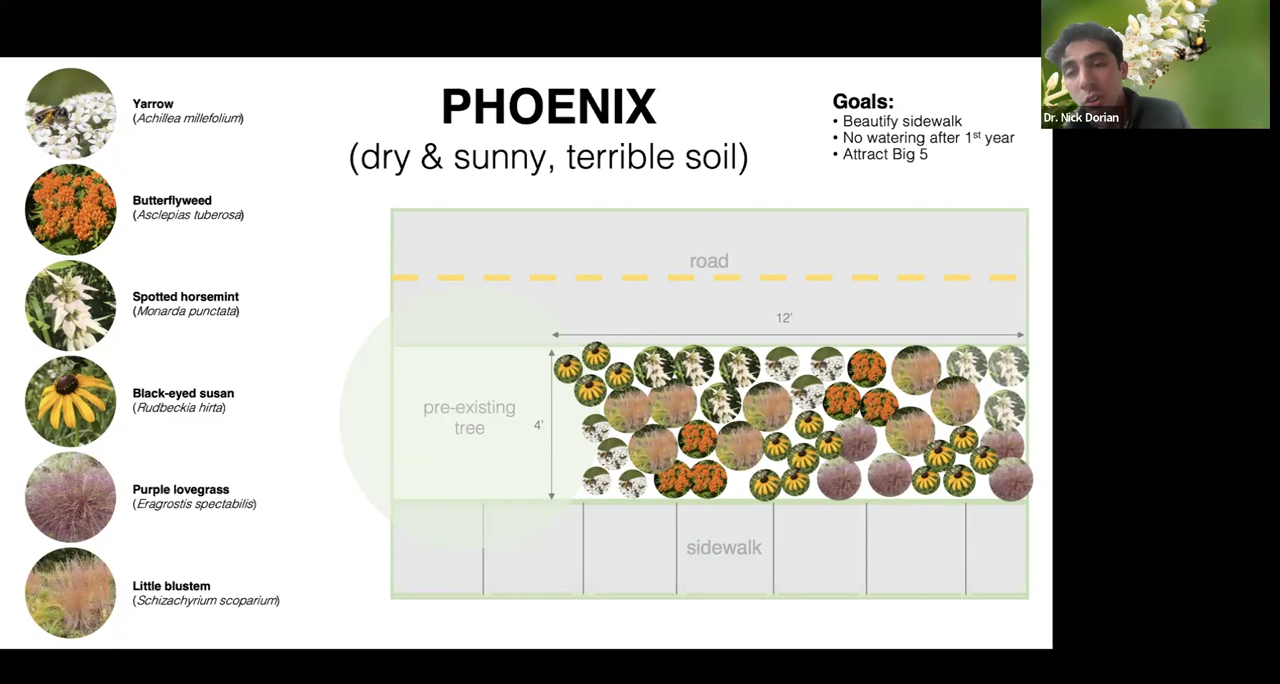 PHOENIX
(dry & sunny, terrible soil)
Goals:
• Beautify sidewalk
• No watering after 1st year
• Attract Big 5
Dr. Nick Dorian
Yarrow
(Achillea millefolium)
Butterflyweed
(Asclepias tuberosa)
Spotted horsemint
(Monarda punctata)
Black-eyed susan
(Rudbeckia hirta)
Purple lovegrass
(Eragrostis spectabilis)
Little blustem
(Schizachyrium scoparium)
road
12'
pre-existing
tree
4'
sidewalk